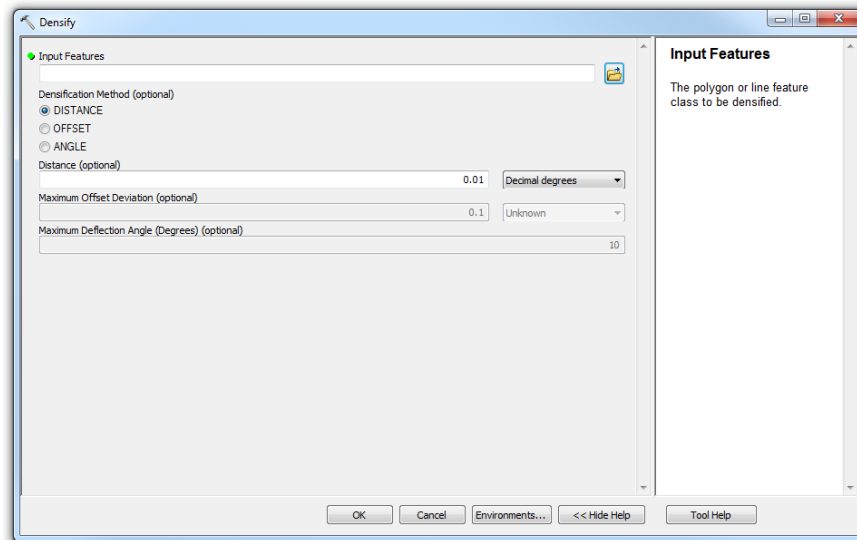 Densify
Input Features
Densification Method (optional)
DISTANCE
OFFSET
ANGLE
Distance (optional)
0.01 Decimal degrees
Maximum Offset Deviation (optional)
0.1 Unknown
Maximum Deflection Angle (Degrees) (optional)
10
OK Cancel Environments... << Hide Help Tool Help
Input Features
The polygon or line feature
class to be densified.